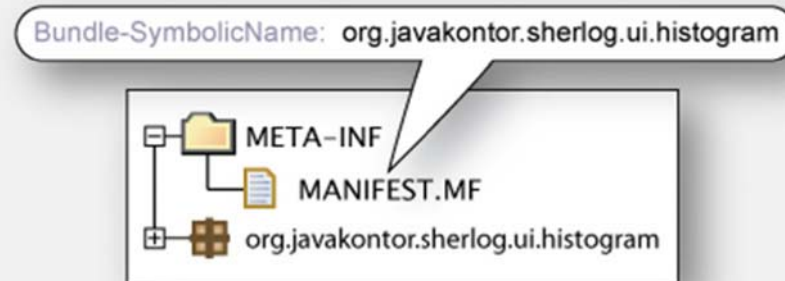 Bundle-SymbolicName: org.javakontor.sherlog.ui.histogram
META-INF
MANIFEST.MF
org.javakontor.sherlog.ui.histogram